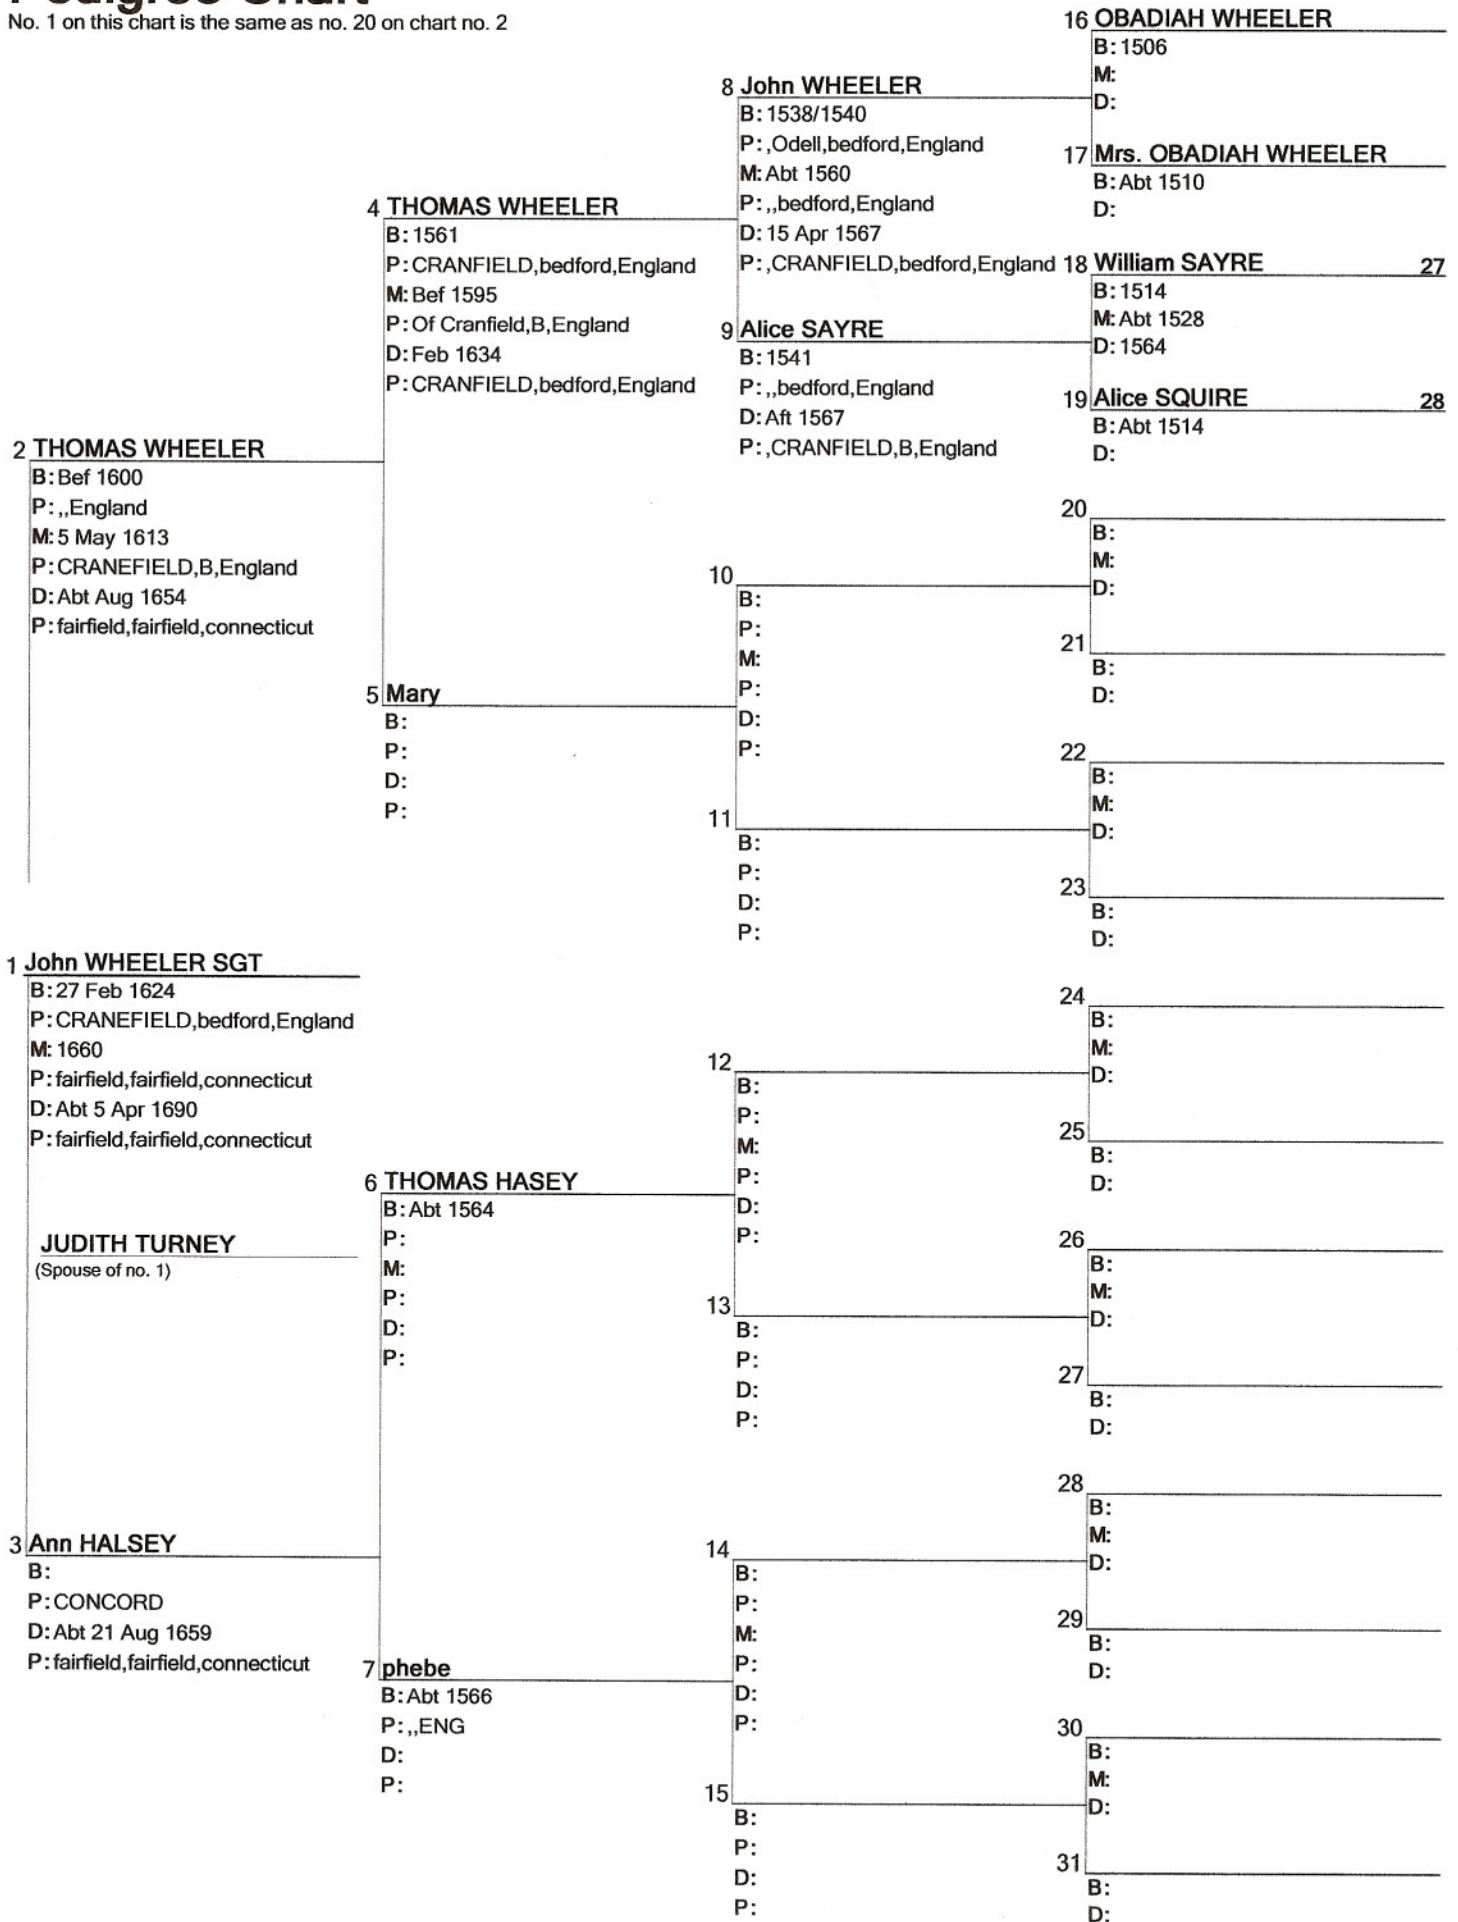 Pedigree Chart
No. 1 on this chart is the same as no. 20 on chart no. 2
2 THOMAS WHEELER
B: Bef 1600
P: ,,England
M: 5 May 1613
P: CRANEFIELD,B,England
D: Abt Aug 1654
P: fairfield,fairfield,connecticut
1 John WHEELER SGT
B: 27 Feb 1624
P: CRANEFIELD,bedford,England
M: 1660
P: fairfield,fairfield,connecticut
D: Abt 5 Apr 1690
P: fairfield,fairfield,connecticut
JUDITH TURNEY
(Spouse of no. 1)
3 Ann HALSEY
B:
P: CONCORD
D: Abt 21 Aug 1659
P: fairfield,fairfield,connecticut
4 THOMAS WHEELER
B: 1561
P: CRANFIELD,bedford,England
M: Bef 1595
P: Of Cranfield,B,England
D: Feb 1634
P: CRANFIELD,bedford,England
5 Mary
B:
P:
D:
P:
6 THOMAS HASEY
B: Abt 1564
P:
M:
P:
D:
P:
7 phebe
B: Abt 1566
P: ,,ENG
D:
P:
8 John WHEELER
B: 1538/1540
P: ,Odell,bedford,England
M: Abt 1560
P: ,,bedford,England
D: 15 Apr 1567
P: ,CRANFIELD,bedford,England
9 Alice SAYRE
B: 1541
P: ,,bedford,England
D: Aft 1567
P: ,CRANFIELD,B,England
10
B:
P:
M:
P:
D:
P:
11
B:
P:
D:
P:
12
B:
P:
M:
P:
D:
P:
13
B:
P:
D:
P:
14
B:
P:
M:
P:
D:
P:
15
B:
P:
D:
P:
16 OBADIAH WHEELER
B: 1506
M:
D:
17 Mrs. OBADIAH WHEELER
B: Abt 1510
D:
18 William SAYRE 27
B: 1514
M: Abt 1528
D: 1564
19 Alice SQUIRE 28
B: Abt 1514
D:
20
B:
M:
D:
21
B:
D:
22
B:
M:
D:
23
B:
D:
24
B:
M:
D:
25
B:
D:
26
B:
M:
D:
27
B:
D:
28
B:
M:
D:
29
B:
D:
30
B:
M:
D:
31
B:
D: